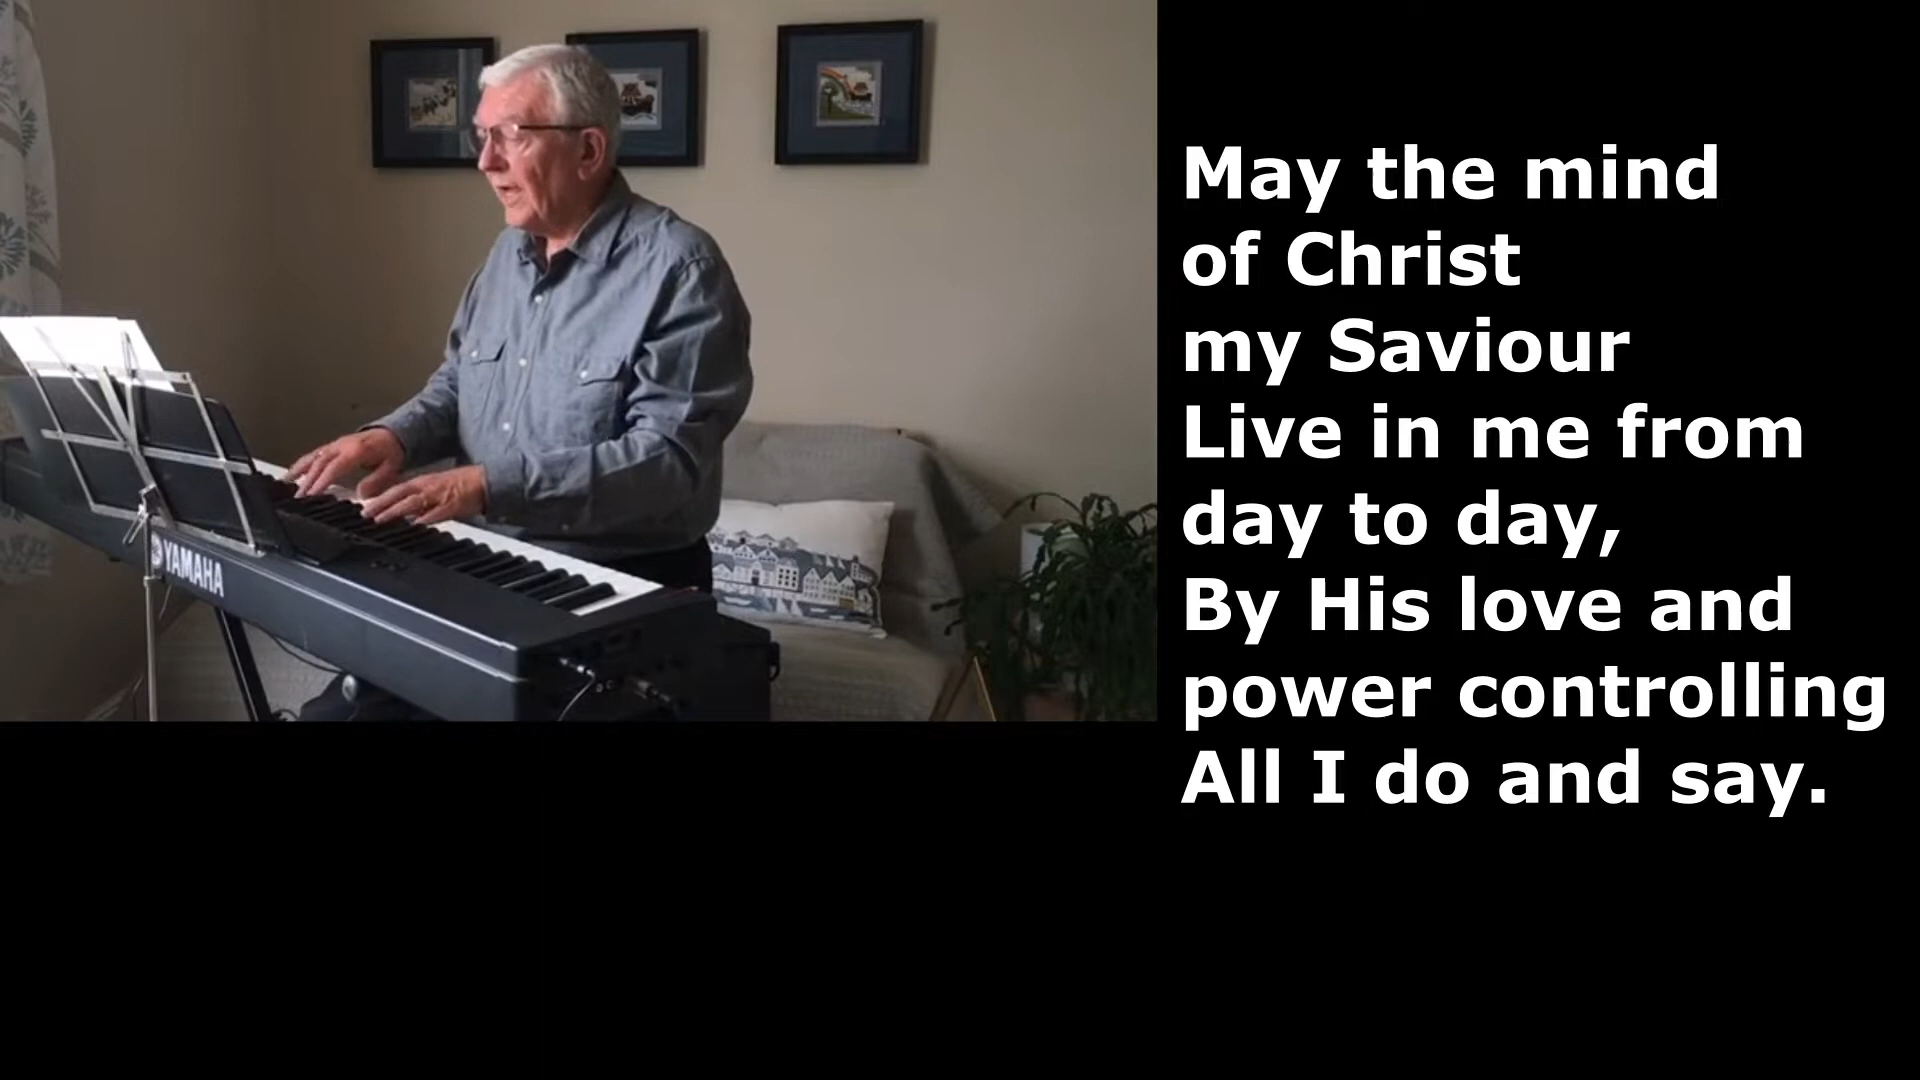 May the mind
of Christ
my Saviour
Live in me from
day to day,
By His love and
power controlling
All I do and say.
YAMAHA